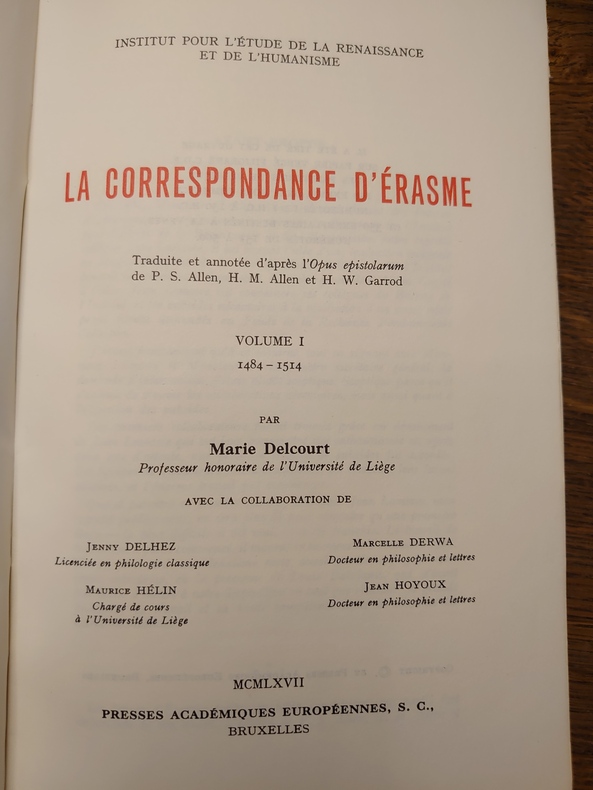 INSTITUT POUR L'ÉTUDE DE LA RENAISSANCE
ET DE L'HUMANISME
LA CORRESPONDANCE D'ÉRASME
Traduite et annotée d'après l'Opus epistolarum
de P. S. Allen, H. M. Allen et H. W. Garrod
VOLUME I
1484 – 1514
PAR
Marie Delcourt
Professeur honoraire de l'Université de Liège
AVEC LA COLLABORATION DE
JENNY DELHEZ
Licenciée en philologie classique
MAURICE HÉLIN
Chargé de cours
à l'Université de Liège
MARCELLE DERWA
Docteur en philosophie et lettres
JEAN HOYOUX
Docteur en philosophie et lettres
MCMLXVII
PRESSES ACADÉMIQUES EUROPÉENNES, S. C.,
BRUXELLES